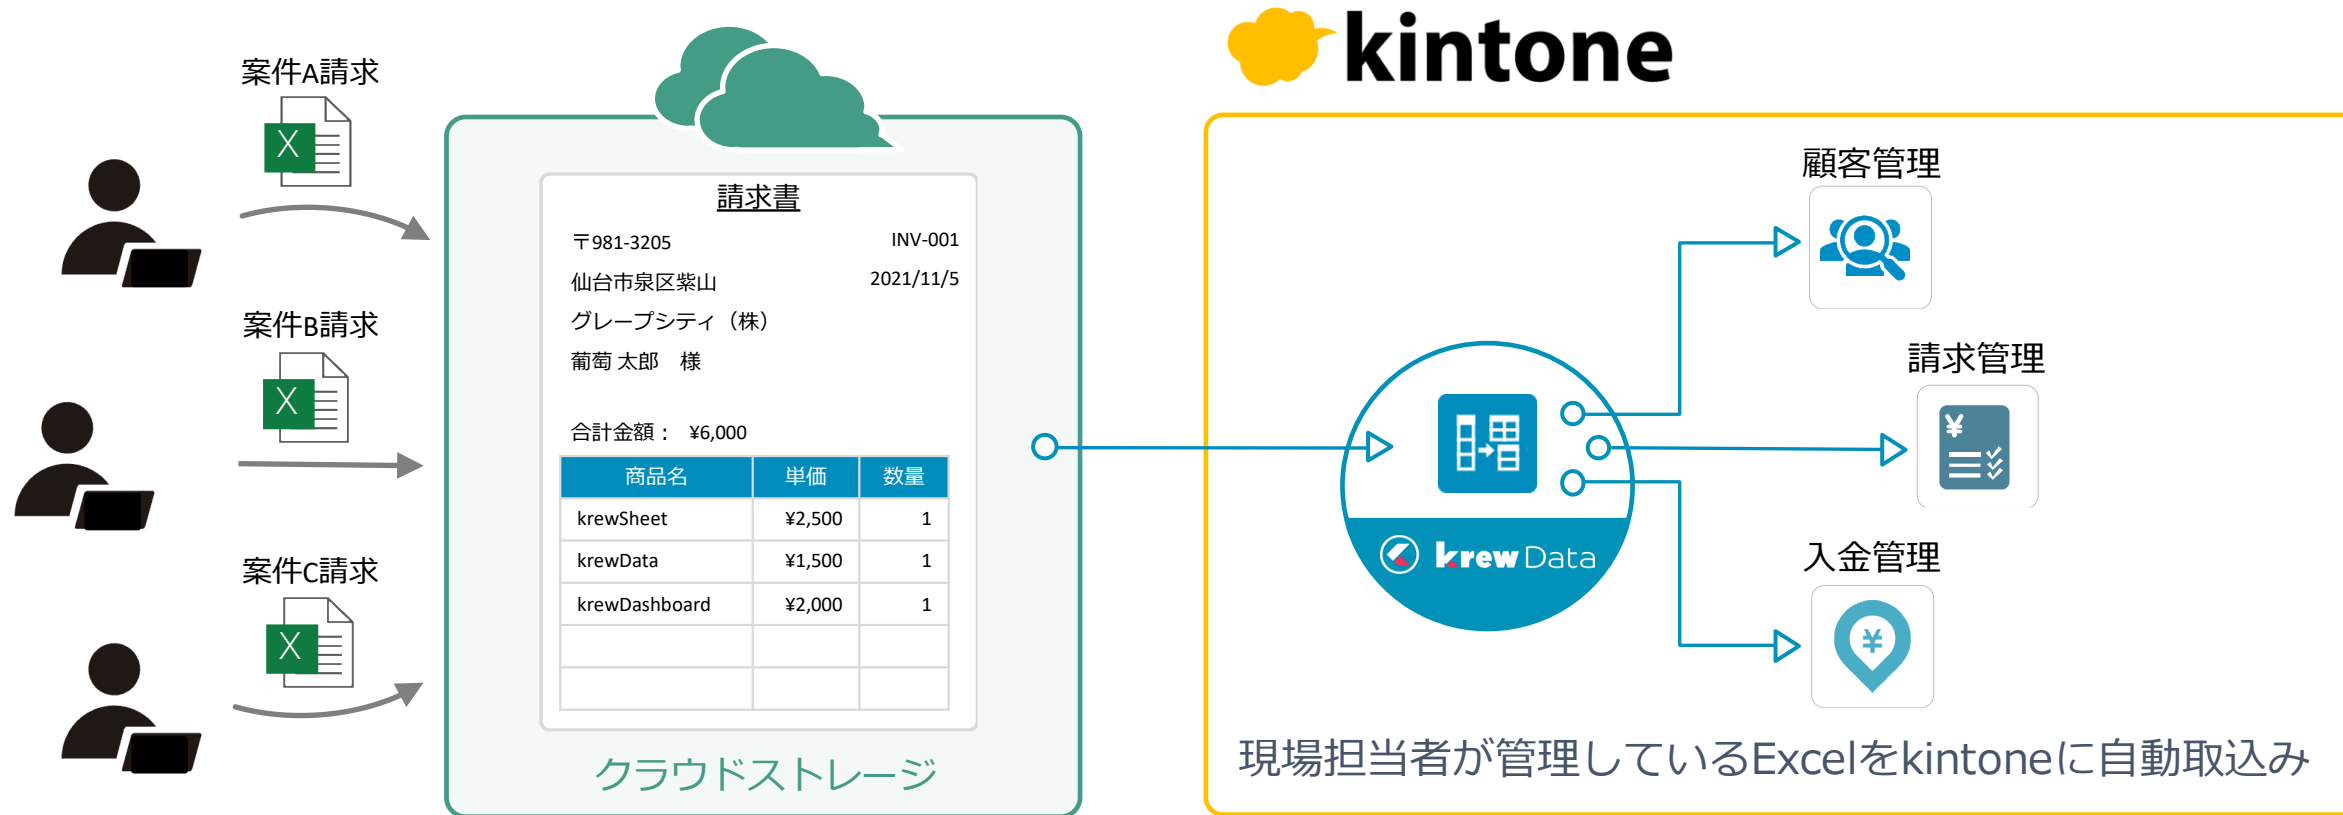 案件A請求
X
案件B請求
X
案件C請求
X
請求書
〒981-3205 INV-001
仙台市泉区紫山 2021/11/5
グレープシティ（株）
葡萄 太郎 様
合計金額： ¥6,000
商品名 単価 数量
krewSheet ¥2,500 1
krewData ¥1,500 1
krewDashboard ¥2,000 1
クラウドストレージ
kintone
krew Data
顧客管理
請求管理
¥
入金管理
¥
現場担当者が管理しているExcelをkintoneに自動取込み